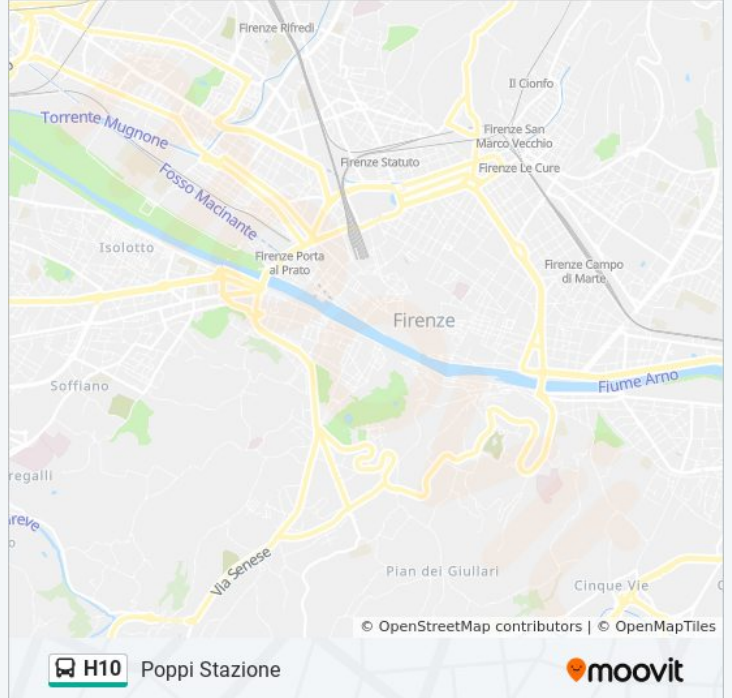 Firenze Rifredi
Il Cionfo
Torrente Mugnone
Firenze San
Marco Vecchio
Firenze Statuto
Firenze Le Cure
Fosso Macinante
Isolotto
Firenze Porta
al Prato
Firenze Campo
di Marte
Firenze
Soffiano
Fiume Arno
regalli
reve
Via Senese
Pian dei Giullari
Cinque Vie
© OpenStreetMap contributors | © OpenMapTiles
H10 Poppi Stazione
moovit